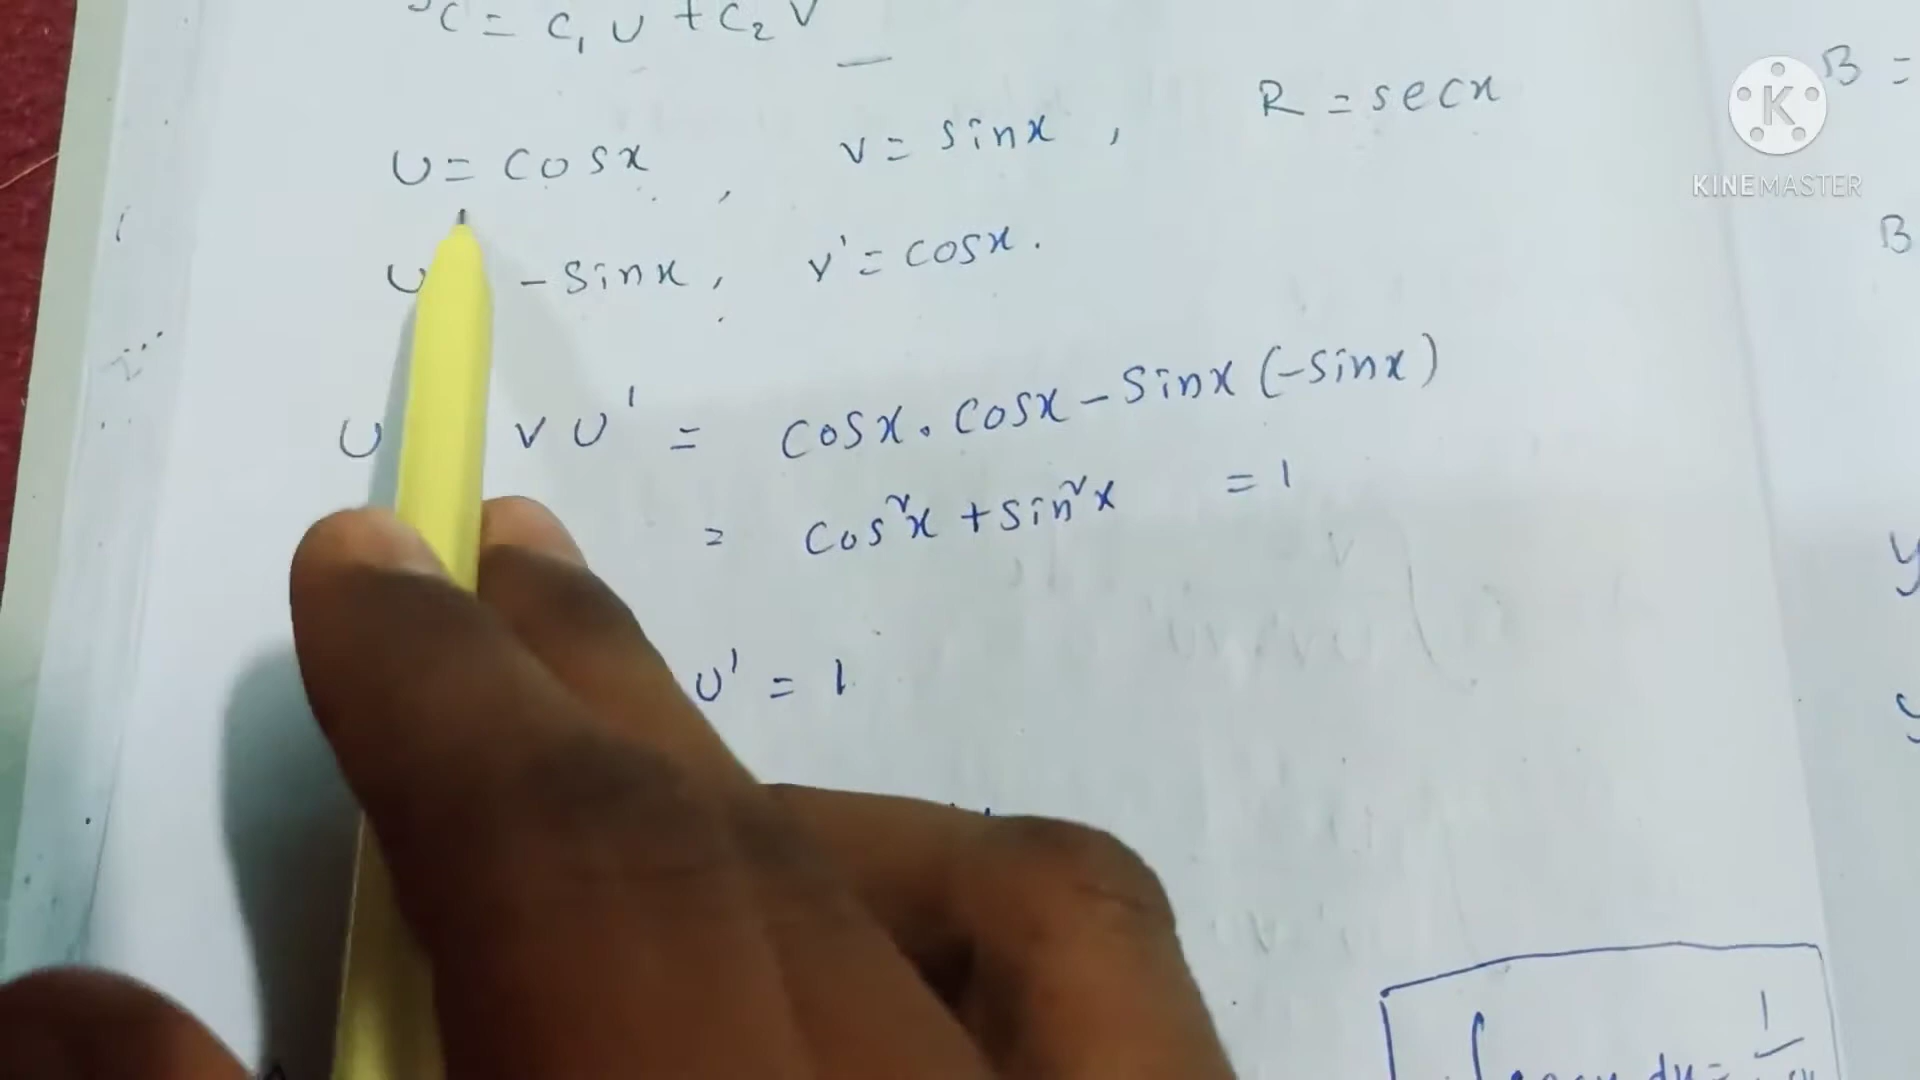 C = C₁ U + C₂ V
U = cosx , V = sinx , R = secx
KINEMASTER
U - sinx, V' = cosx.
U V U' = cosx . cosx - sinx (-sinx)
= cos²x + sin²x = 1
U' = 1
B =
B
y
y